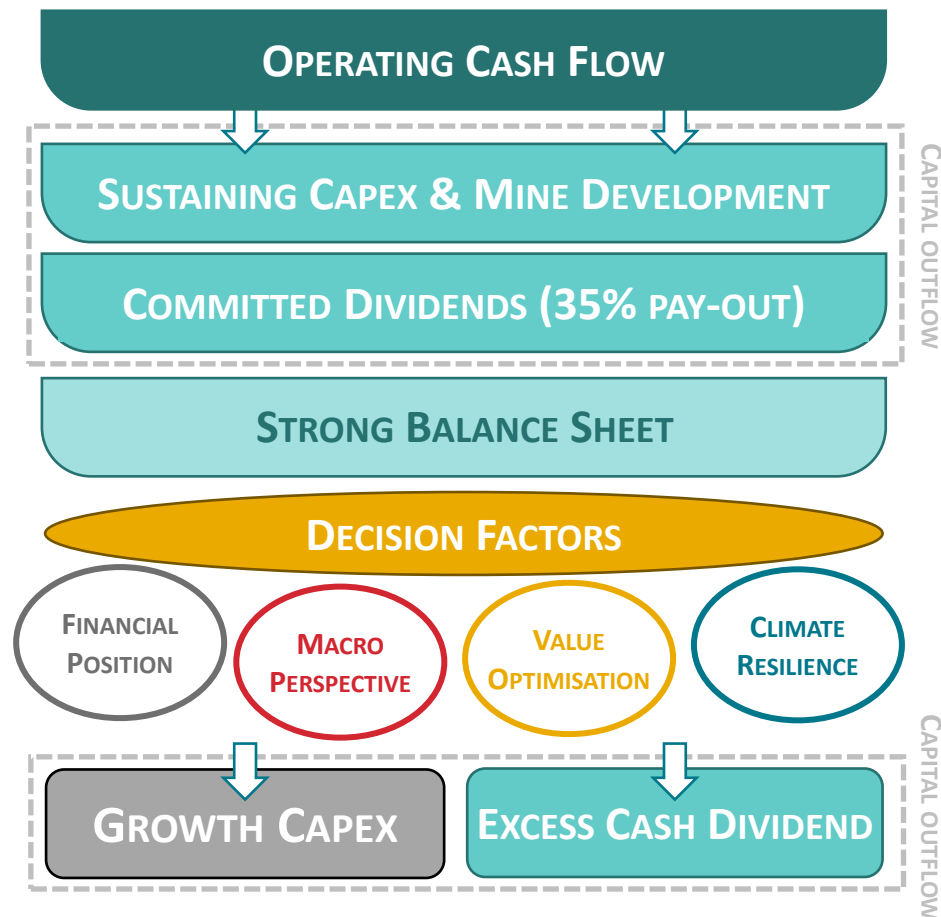 OPERATING CASH FLOW
SUSTAINING CAPEX & MINE DEVELOPMENT
COMMITTED DIVIDENDS (35% PAY-OUT)
CAPITAL OUTFLOW
STRONG BALANCE SHEET
DECISION FACTORS
FINANCIAL
POSITION
MACRO
PERSPECTIVE
VALUE
OPTIMISATION
CLIMATE
RESILIENCE
GROWTH CAPEX
EXCESS CASH DIVIDEND
CAPITAL OUTFLOW